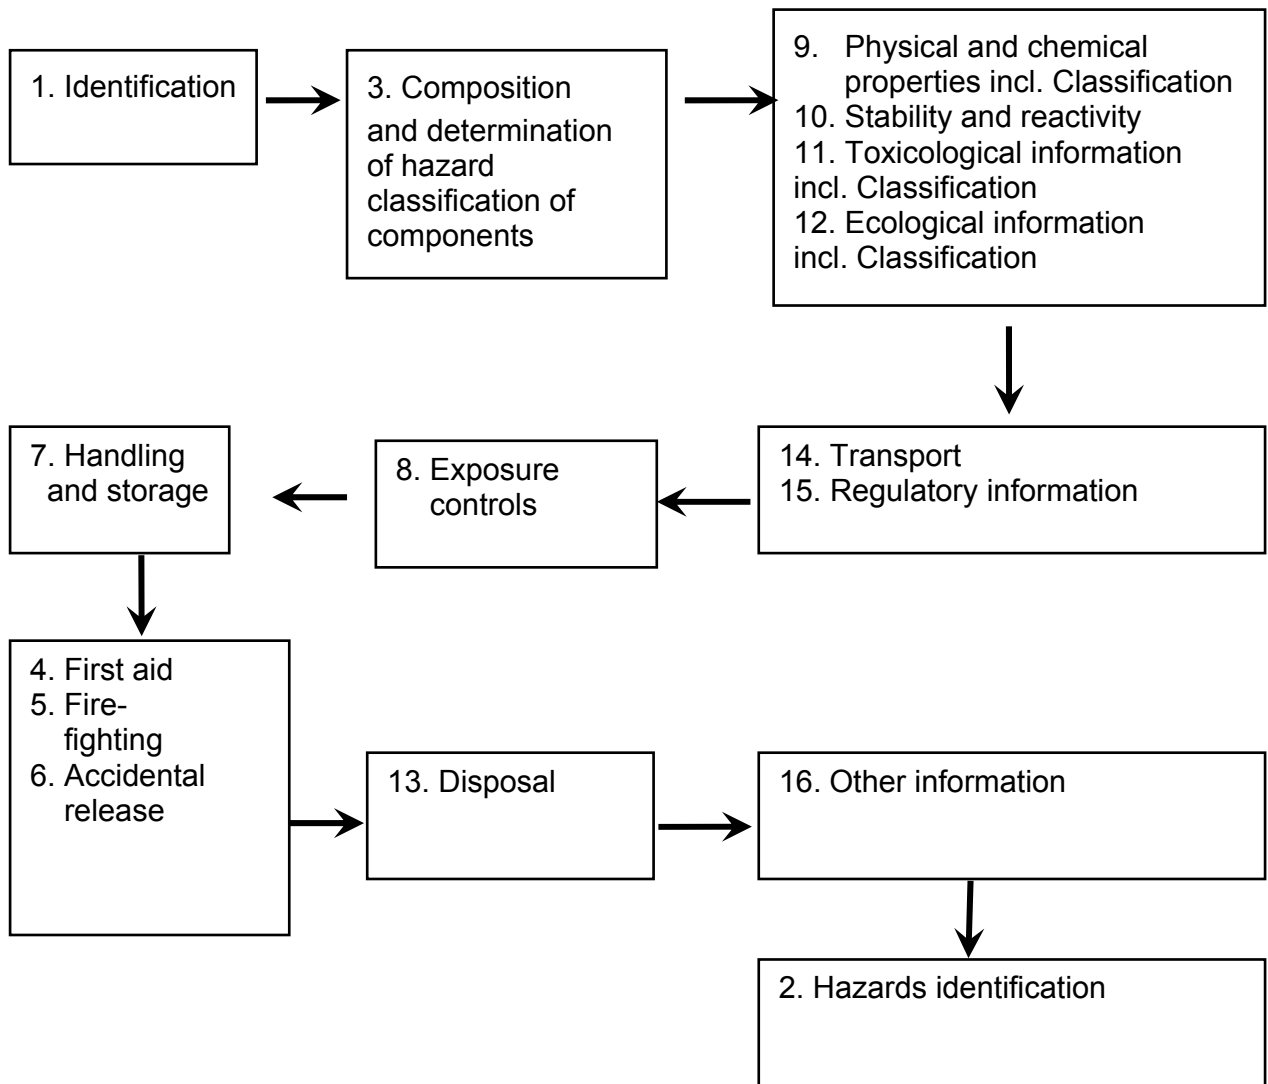 1. Identification
3. Composition
and determination
of hazard
classification of
components
9. Physical and chemical
properties incl. Classification
10. Stability and reactivity
11. Toxicological information
incl. Classification
12. Ecological information
incl. Classification
14. Transport
15. Regulatory information
8. Exposure
controls
7. Handling
and storage
4. First aid
5. Fire-
fighting
6. Accidental
release
13. Disposal
16. Other information
2. Hazards identification